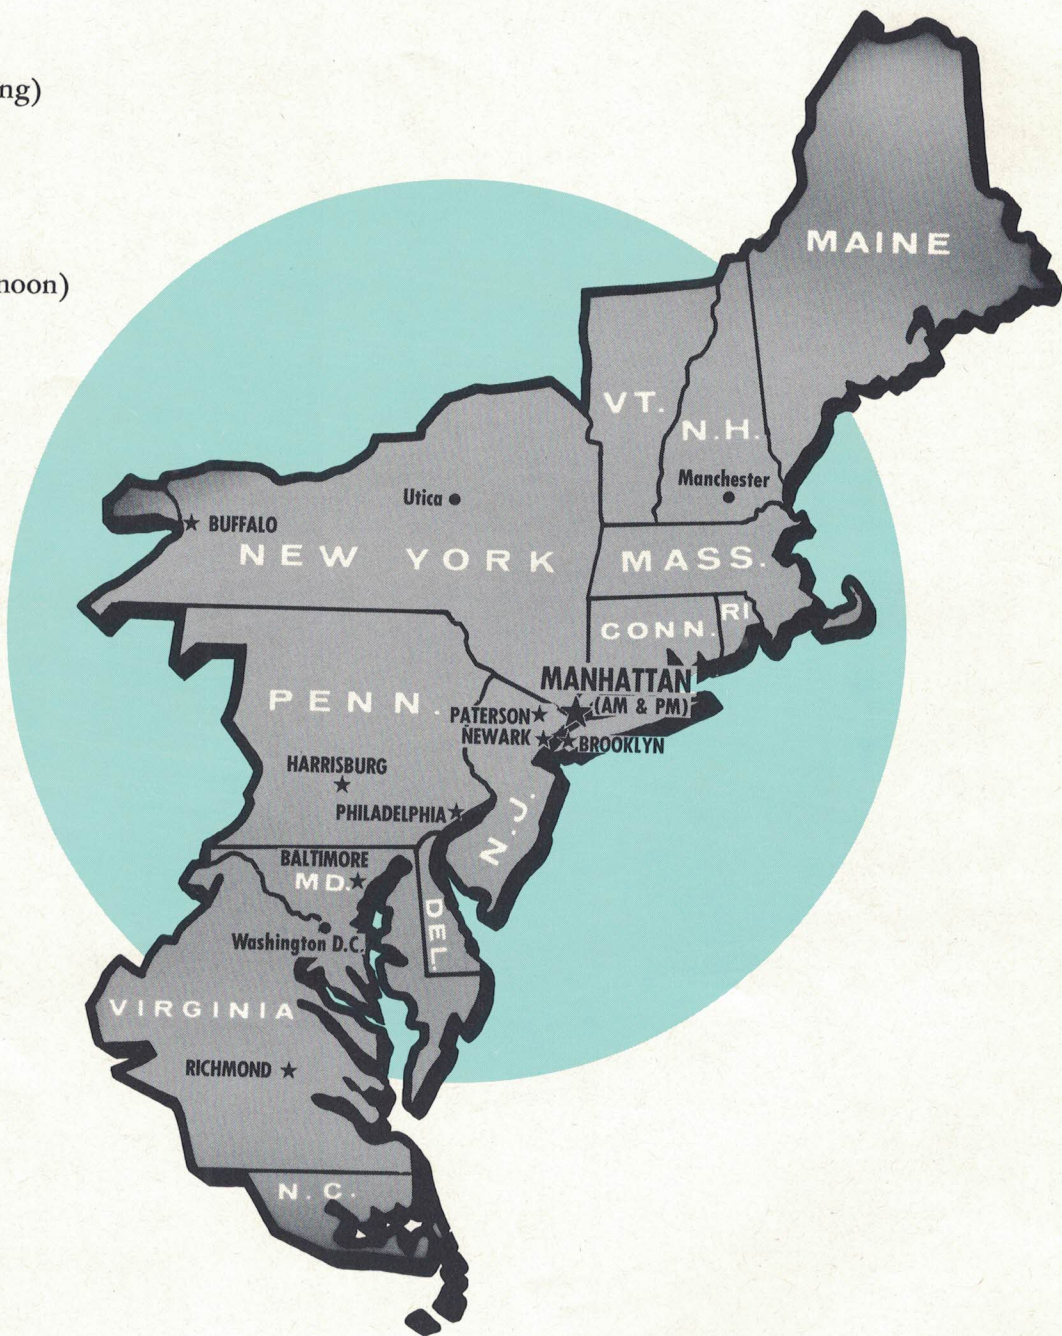 ng)
noon)
MAINE
VT.
N.H.
Manchester
Utica
BUFFALO
NEW YORK
MASS.
CONN.
RI
MANHATTAN
(AM & PM)
PENN.
PATERSON
NEWARK
BROOKLYN
HARRISBURG
PHILADELPHIA
N.J.
BALTIMORE
MD.
DEL.
Washington D.C.
VIRGINIA
RICHMOND
N.C.